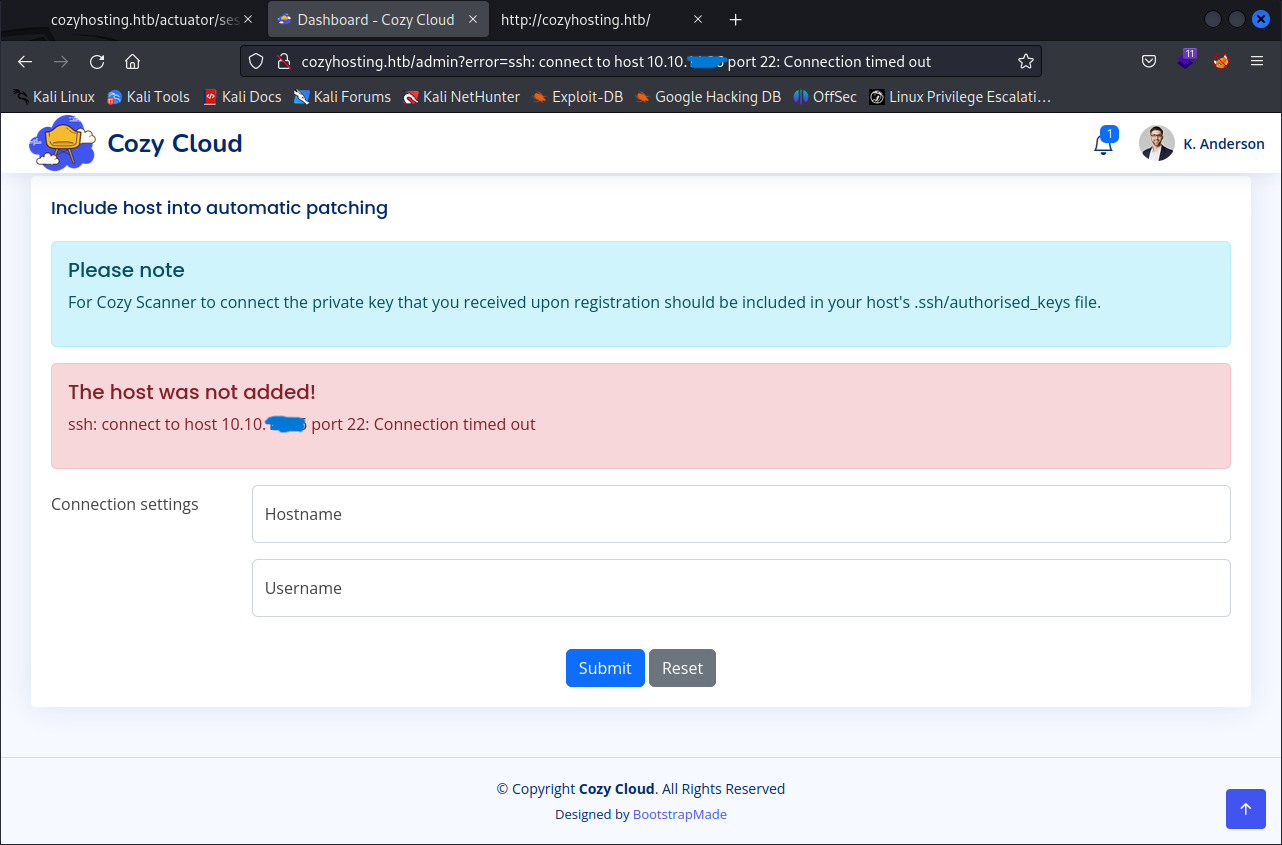 cozyhosting.htb/actuator/ses
Dashboard - Cozy Cloud
http://cozyhosting.htb/
cozyhosting.htb/admin?error=ssh: connect to host 10.10. port 22: Connection timed out
11
Kali Linux
Kali Tools
Kali Docs
Kali Forums
Kali NetHunter
Exploit-DB
Google Hacking DB
OffSec
Linux Privilege Escalati…
Cozy Cloud
1
K. Anderson
Include host into automatic patching
Please note
For Cozy Scanner to connect the private key that you received upon registration should be included in your host's .ssh/authorised_keys file.
The host was not added!
ssh: connect to host 10.10. port 22: Connection timed out
Connection settings
Hostname
Username
Submit
Reset
© Copyright Cozy Cloud. All Rights Reserved
Designed by BootstrapMade